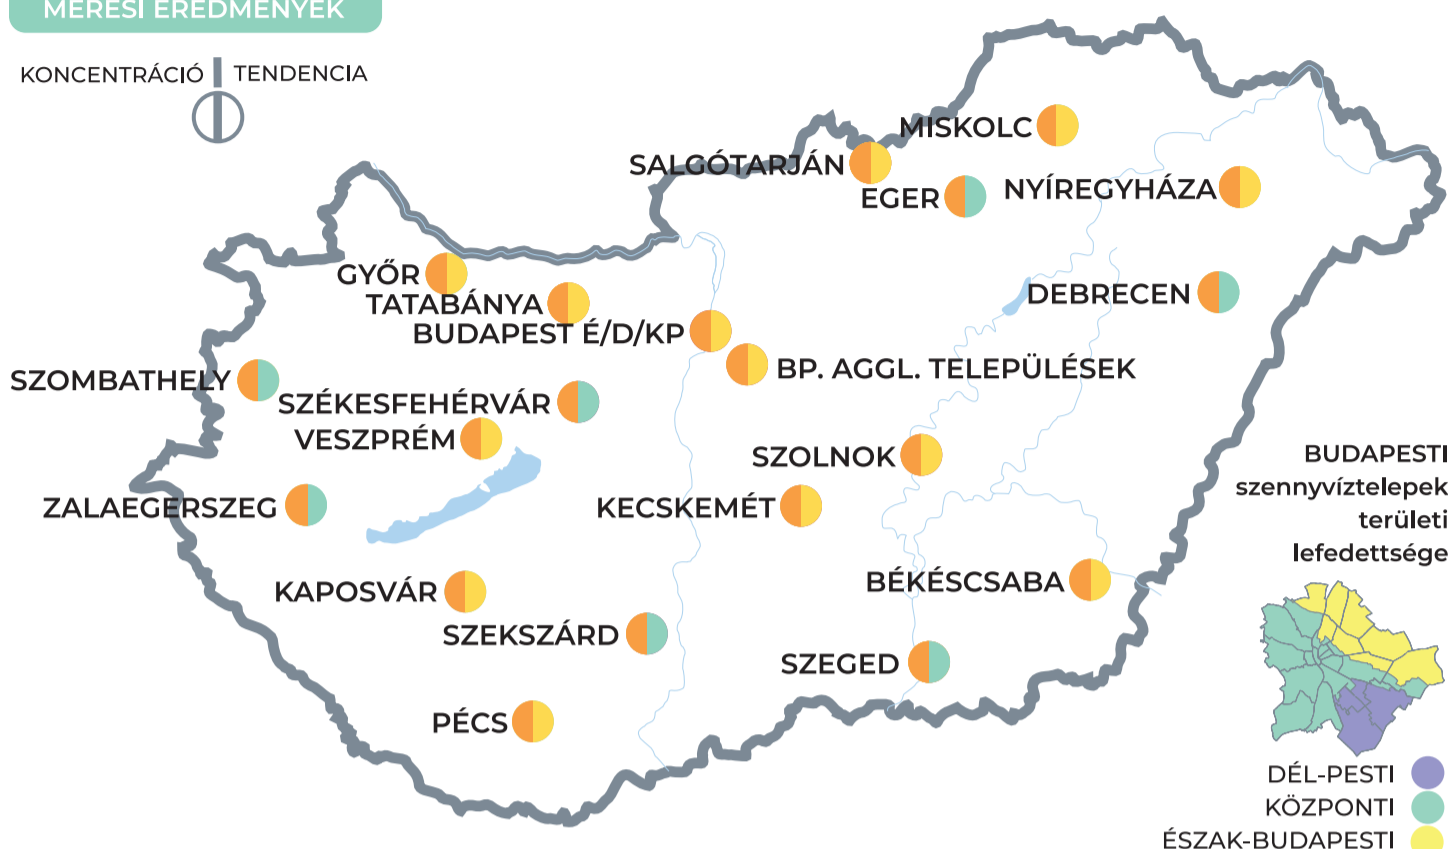 MÉRÉSI EREDMÉNYEK
KONCENTRÁCIÓ TENDENCIA
MISKOLC
SALGÓTARJÁN
EGER
NYÍREGYHÁZA
GYŐR
TATABÁNYA
DEBRECEN
BUDAPEST É/D/KP
BP. AGGL. TELEPÜLÉSEK
SZOMBATHELY
SZÉKESFEHÉRVÁR
VESZPRÉM
SZOLNOK
ZALAEGERSZEG
KECSKEMÉT
BÉKÉSCSABA
KAPOSVÁR
SZEKSZÁRD
SZEGED
PÉCS
BUDAPESTI
szennyvíztelepek
területi
lefedettsége
DÉL-PESTI
KÖZPONTI
ÉSZAK-BUDAPESTI